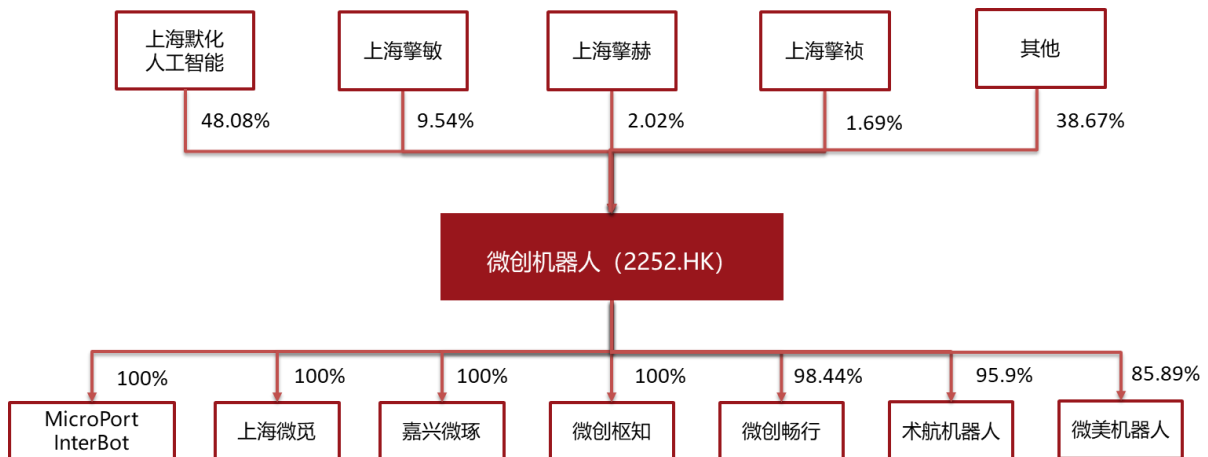 上海默化
人工智能
上海擎敏
上海擎赫
上海擎祯
其他
48.08%
9.54%
2.02%
1.69%
38.67%
微创机器人（2252.HK）
100%
100%
100%
100%
98.44%
95.9%
85.89%
MicroPort
InterBot
上海微觅
嘉兴微琢
微创枢知
微创畅行
术航机器人
微美机器人